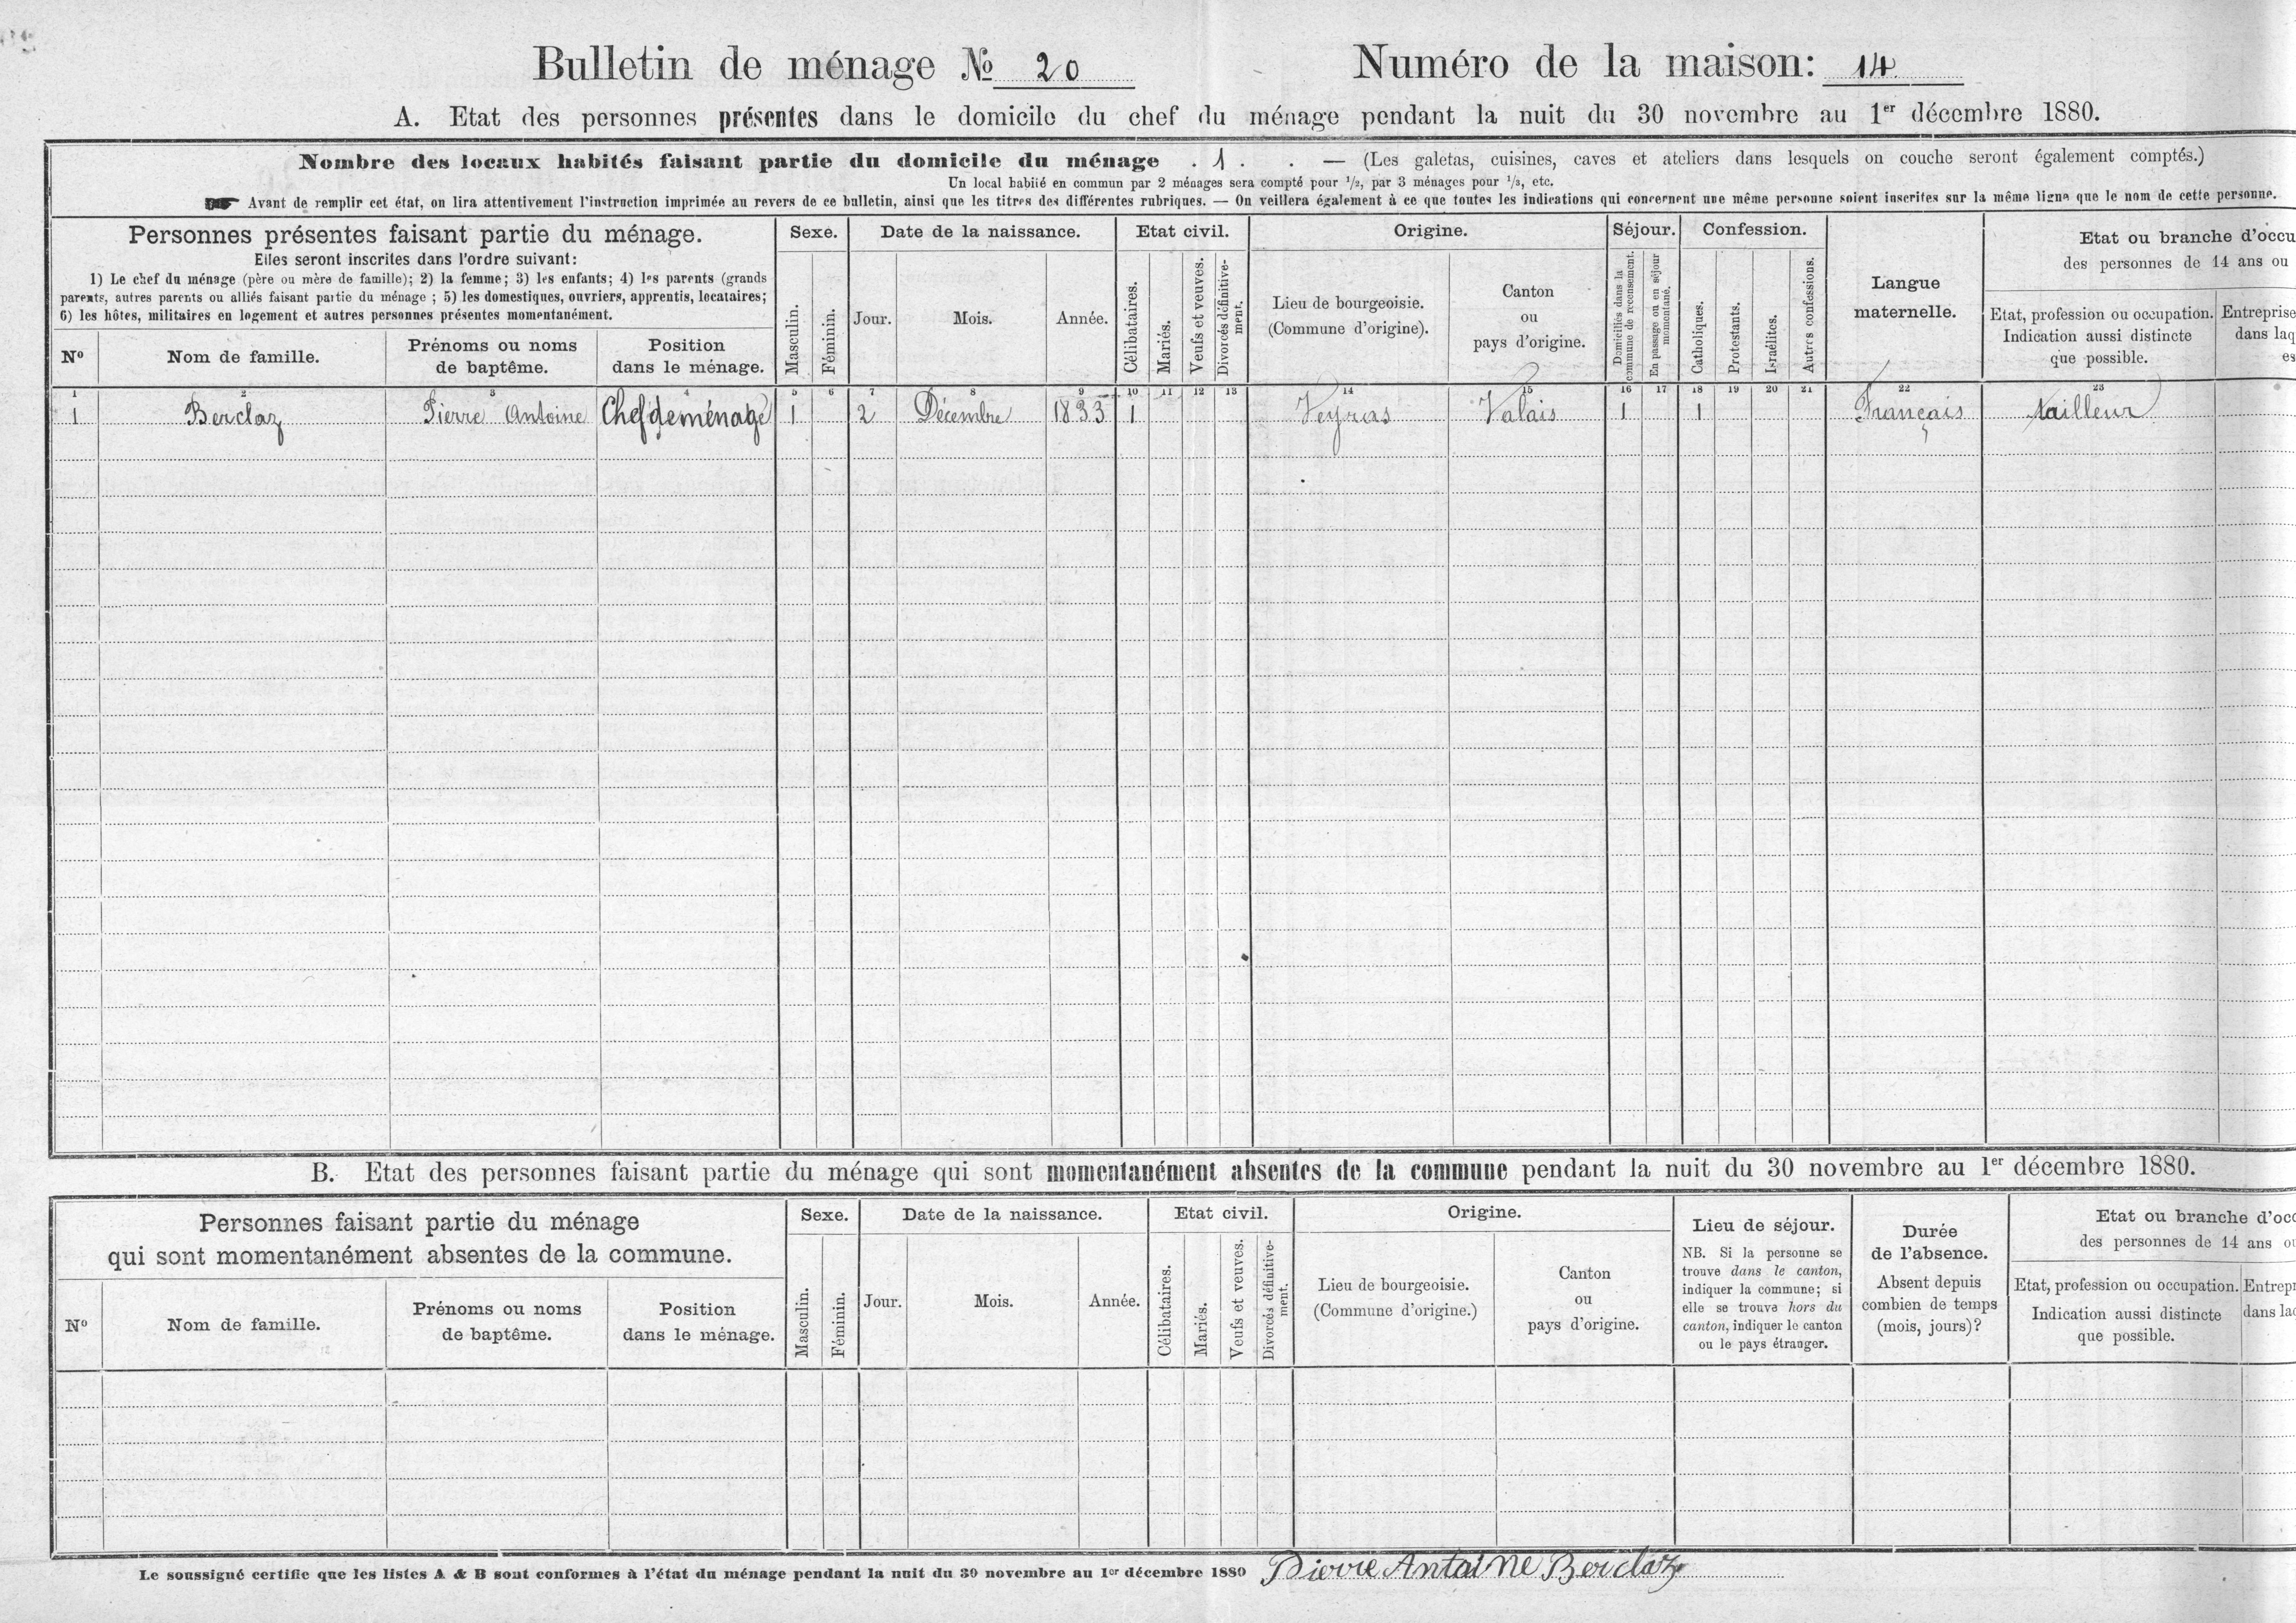 Bulletin de ménage No 20 Numéro de la maison: 14
A. Etat des personnes présentes dans le domicile du chef du ménage pendant la nuit du 30 novembre au 1er décembre 1880.
Nombre des locaux habités faisant partie du domicile du ménage . 1 . . — (Les galetas, cuisines, caves et ateliers dans lesquels on couche seront également comptés.)
Un local habiié en commun par 2 ménages sera compté pour 1/2, par 3 ménages pour 1/3, etc.
Avant de remplir cet état, on lira attentivement l'instruction imprimée au revers de ce bulletin, ainsi que les titres des différentes rubriques. — On veillera également à ce que toutes les indications qui concernent une même personne soient inscrites sur la même ligne que le nom de cette personne.
Personnes présentes faisant partie du ménage.
Elles seront inscrites dans l'ordre suivant:
1) Le chef du ménage (père ou mère de famille); 2) la femme; 3) les enfants; 4) les parents (grands
parents, autres parents ou alliés faisant partie du ménage ; 5) les domestiques, ouvriers, apprentis, locataires;
6) les hôtes, militaires en logement et autres personnes présentes momentanément.
No
Nom de famille.
Prénoms ou noms
de baptême.
Position
dans le ménage.
Sexe.
Masculin.
Féminin.
Date de la naissance.
Jour.
Mois.
Année.
Etat civil.
Célibataires.
Mariés.
Veufs et veuves.
Divorcés définitive-
ment.
Origine.
Lieu de bourgeoisie.
(Commune d'origine).
Canton
ou
pays d'origine.
Séjour.
Domiciliés dans la
commune de recensement.
En passage ou en séjour
momentané.
Confession.
Catholiques.
Protestants.
Israélites.
Autres confessions.
Langue
maternelle.
Etat ou branche d'occu
des personnes de 14 ans ou
Etat, profession ou occupation.
Indication aussi distincte
que possible.
Entreprise
dans laq
es
1 2 3 4 5 6 7 8 9 10 11 12 13 14 15 16 17 18 19 20 21 22 23
1 Berclaz Pierre Antoine Chef de ménage 1 2 Décembre 1833 1 Veyras Valais 1 1 Français tailleur
B. Etat des personnes faisant partie du ménage qui sont momentanément absentes de la commune pendant la nuit du 30 novembre au 1er décembre 1880.
Personnes faisant partie du ménage
qui sont momentanément absentes de la commune.
No
Nom de famille.
Prénoms ou noms
de baptême.
Position
dans le ménage.
Sexe.
Masculin.
Féminin.
Date de la naissance.
Jour.
Mois.
Année.
Etat civil.
Célibataires.
Mariés.
Veufs et veuves.
Divorcés définitive-
ment.
Origine.
Lieu de bourgeoisie.
(Commune d'origine.)
Canton
ou
pays d'origine.
Lieu de séjour.
NB. Si la personne se
trouve dans le canton,
indiquer la commune; si
elle se trouve hors du
canton, indiquer le canton
ou le pays étranger.
Durée
de l'absence.
Absent depuis
combien de temps
(mois, jours)?
Etat ou branche d'occ
des personnes de 14 ans ou
Etat, profession ou occupation.
Indication aussi distincte
que possible.
Entrepr
dans laq
Le soussigné certifie que les listes A & B sont conformes à l'état du ménage pendant la nuit du 30 novembre au 1er décembre 1880 Pierre Antoine Berclaz